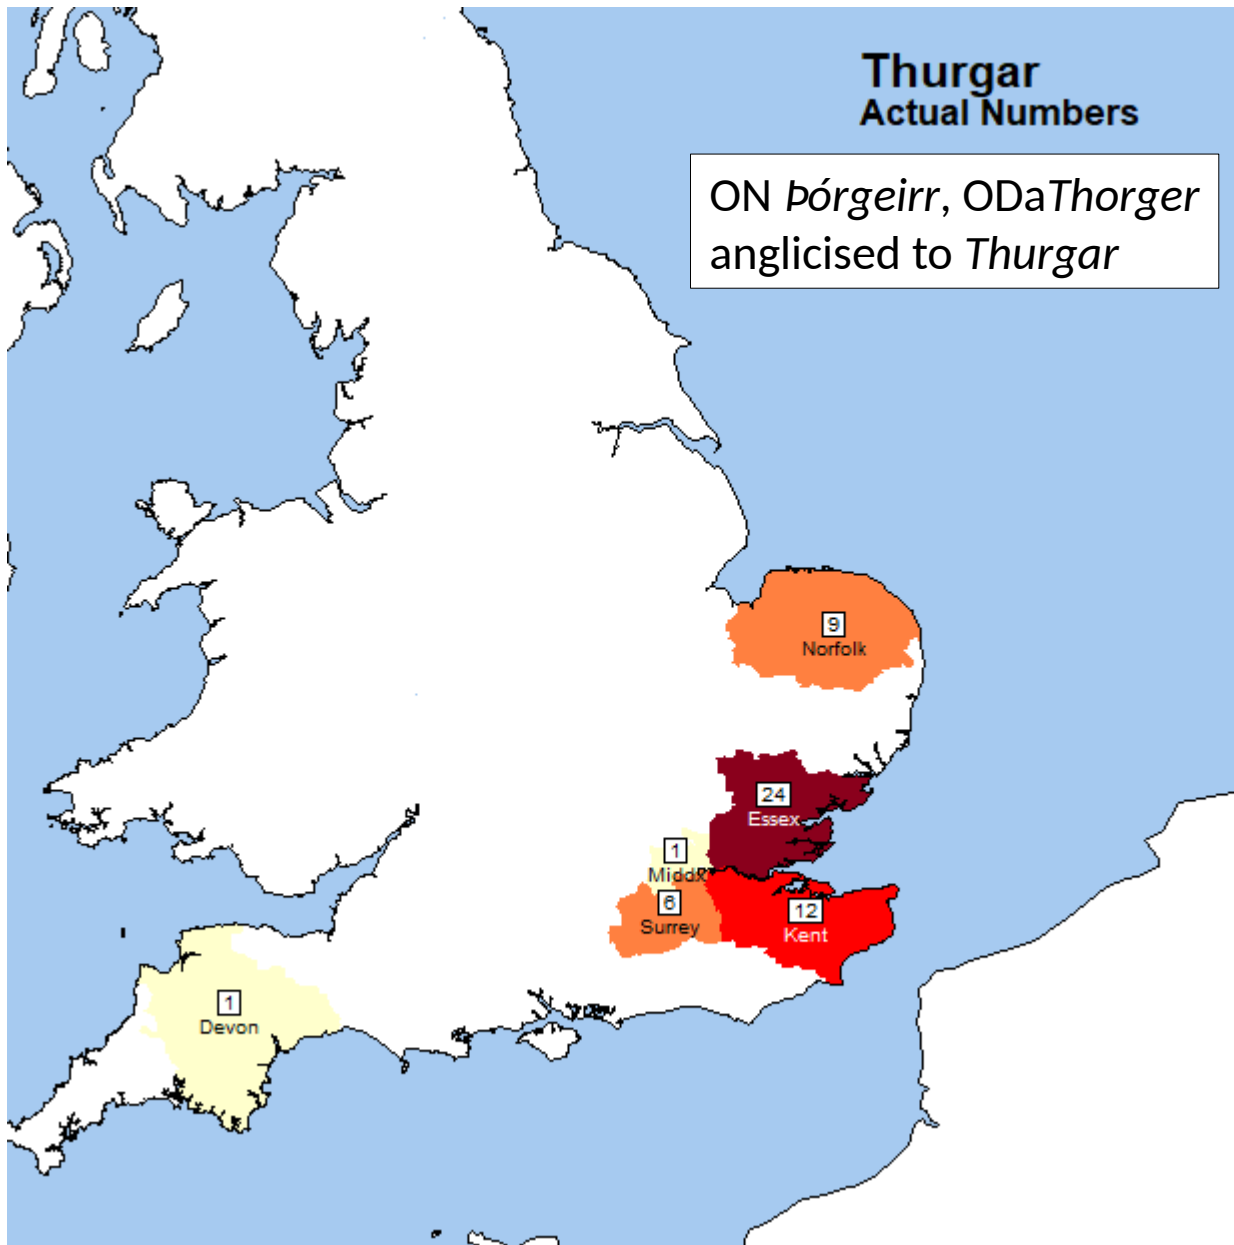 Thurgar
Actual Numbers
ON Þórgeirr, ODaThorger
anglicised to Thurgar
9
Norfolk
24
Essex
1
Middx
6
Surrey
12
Kent
1
Devon